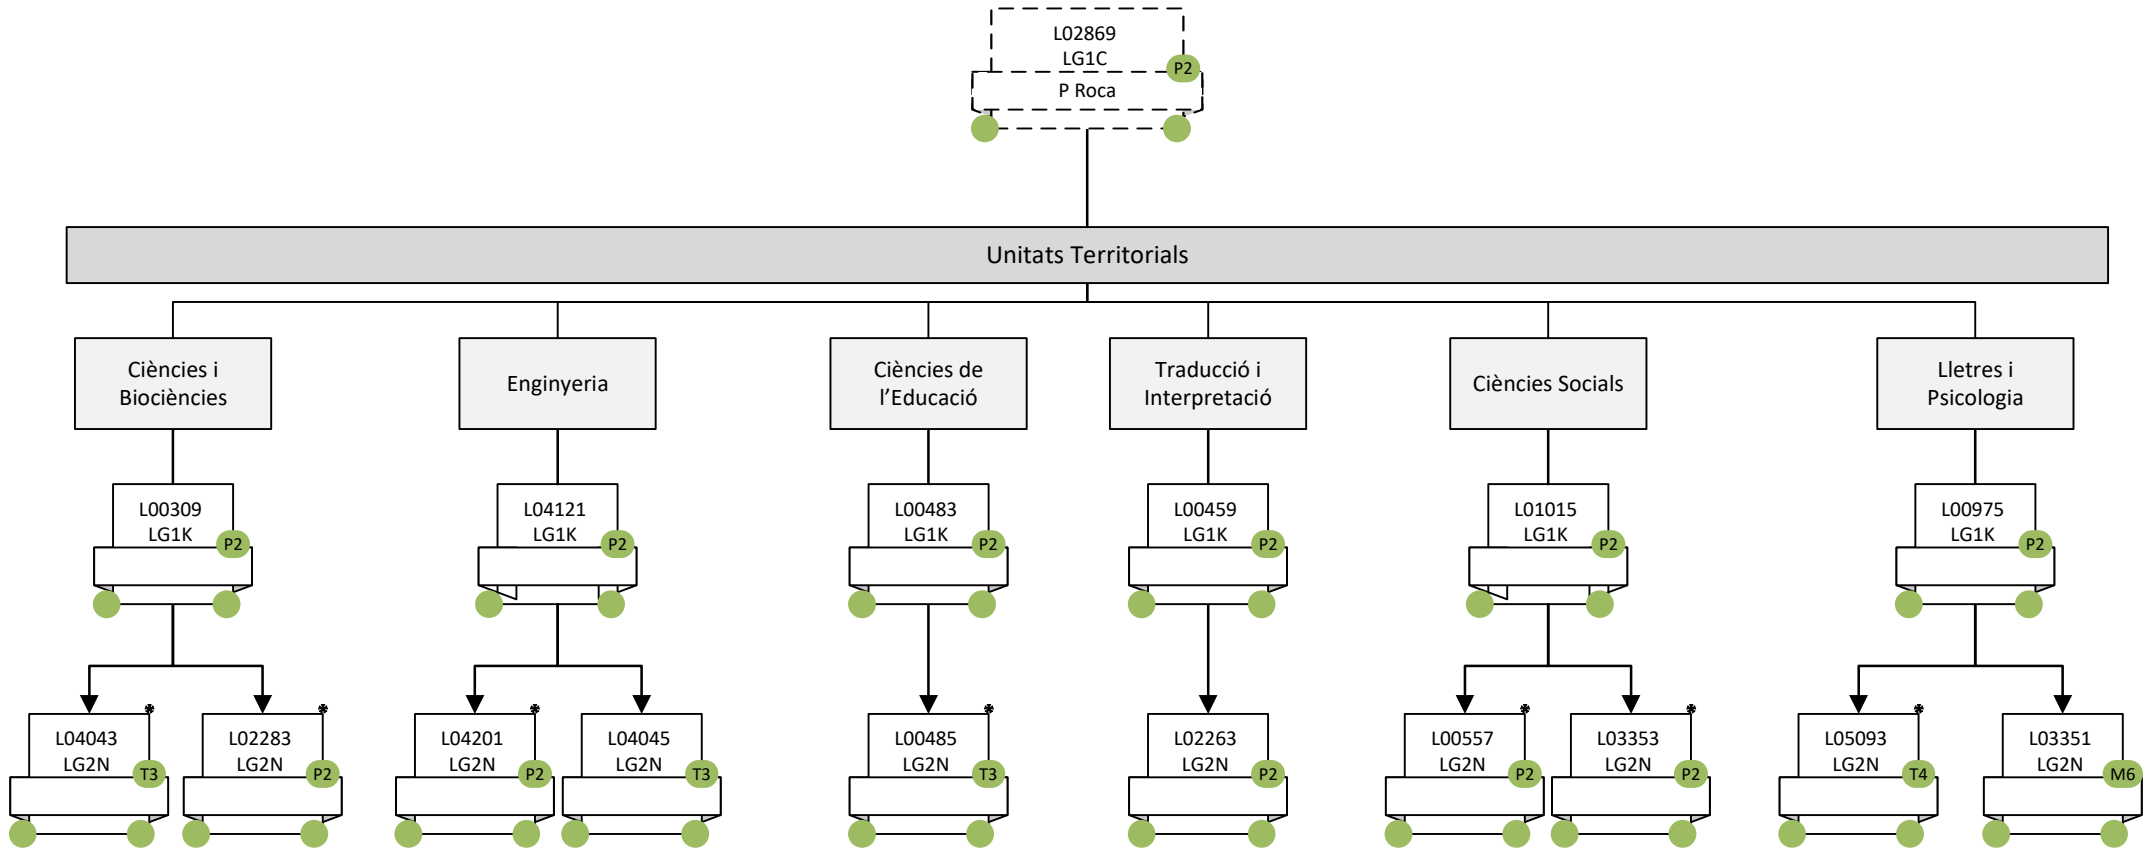 L02869
LG1C
P2
P Roca
Unitats Territorials
Ciències i
Biociències
Enginyeria
Ciències de
l’Educació
Traducció i
Interpretació
Ciències Socials
Lletres i
Psicologia
L00309
LG1K
P2
L04121
LG1K
P2
L00483
LG1K
P2
L00459
LG1K
P2
L01015
LG1K
P2
L00975
LG1K
P2
*
L04043
LG2N
T3
*
L02283
LG2N
P2
*
L04201
LG2N
P2
L04045
LG2N
T3
*
L00485
LG2N
T3
L02263
LG2N
P2
*
L00557
LG2N
P2
*
L03353
LG2N
P2
*
L05093
LG2N
T4
L03351
LG2N
M6